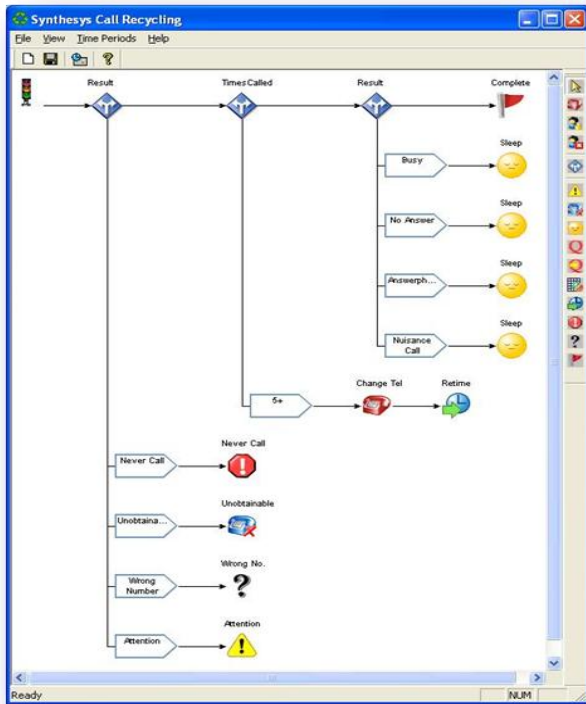 Synthesys Call Recycling
File View Time Periods Help
Result
Times Called
Result
Complete
Sleep
Busy
Sleep
No Answer
Sleep
Answerph...
Sleep
Nuisance
Call
5+
Change Tel
Retime
Never Call
Never Call
Unobtainable
Unobtaina...
Wrong No.
Wrong
Number
Attention
Attention
Ready
NUM